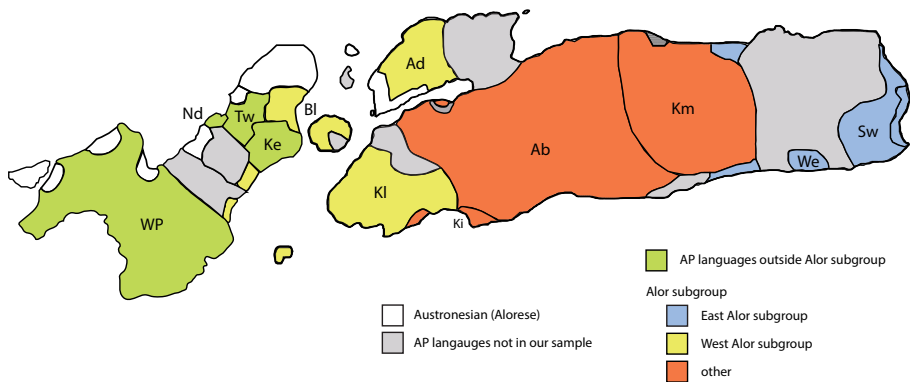 Ad
Nd
Tw
Bl
Km
Ke
Ab
Sw
We
Kl
WP
Ki
AP languages outside Alor subgroup
Alor subgroup
Austronesian (Alorese)
East Alor subgroup
AP langauges not in our sample
West Alor subgroup
other